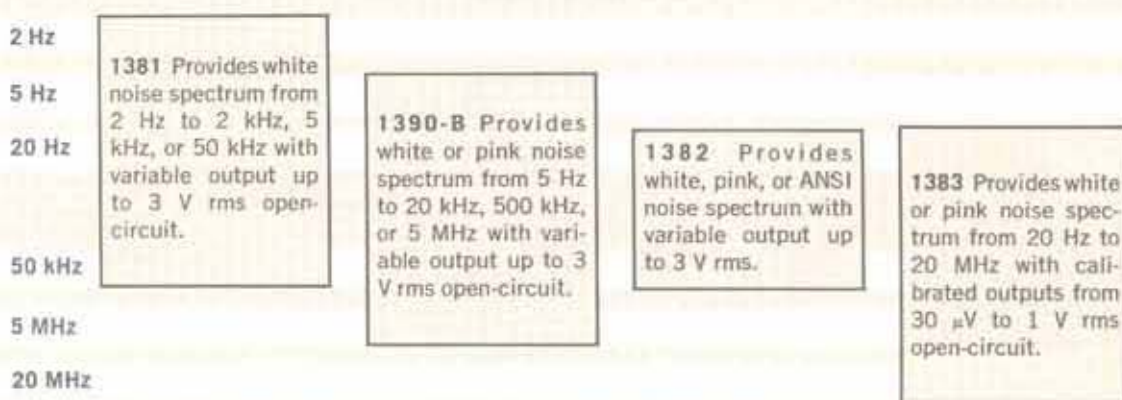 2 Hz
5 Hz
20 Hz
50 kHz
5 MHz
20 MHz
1381 Provides white
noise spectrum from
2 Hz to 2 kHz, 5
kHz, or 50 kHz with
variable output up
to 3 V rms open-
circuit.
1390-B Provides
white or pink noise
spectrum from 5 Hz
to 20 kHz, 500 kHz,
or 5 MHz with vari-
able output up to 3
V rms open-circuit.
1382 Provides
white, pink, or ANSI
noise spectrum with
variable output up
to 3 V rms.
1383 Provides white
or pink noise spec-
trum from 20 Hz to
20 MHz with cali-
brated outputs from
30 µV to 1 V rms
open-circuit.